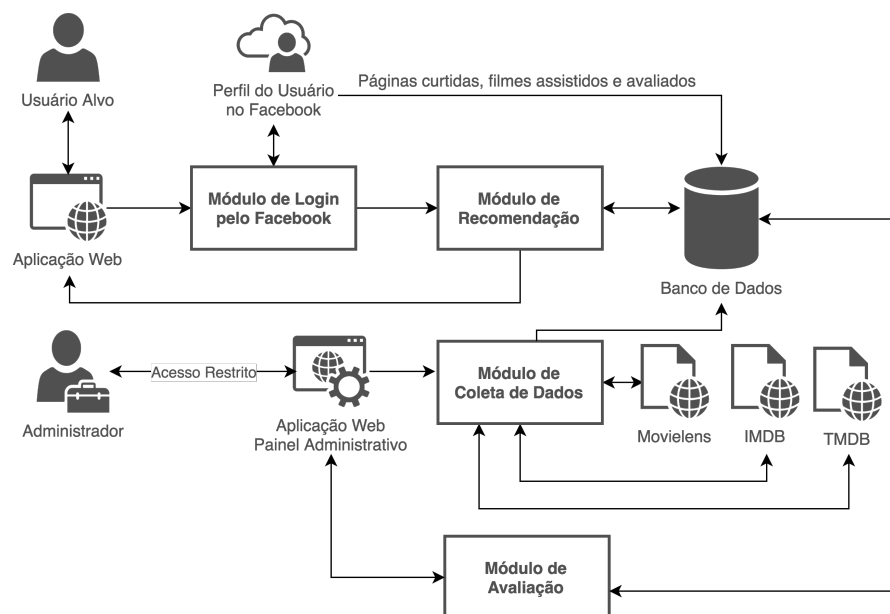 Usuário Alvo
Perfil do Usuário
no Facebook
Páginas curtidas, filmes assistidos e avaliados
Aplicação Web
Módulo de Login
pelo Facebook
Módulo de
Recomendação
Banco de Dados
Administrador
Acesso Restrito
Aplicação Web
Painel Administrativo
Módulo de
Coleta de Dados
Movielens
IMDB
TMDB
Módulo de
Avaliação